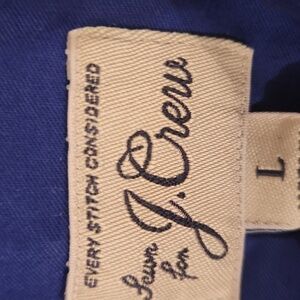 EVERY STITCH CONSIDERED
Sewn
for
J.Crew
L